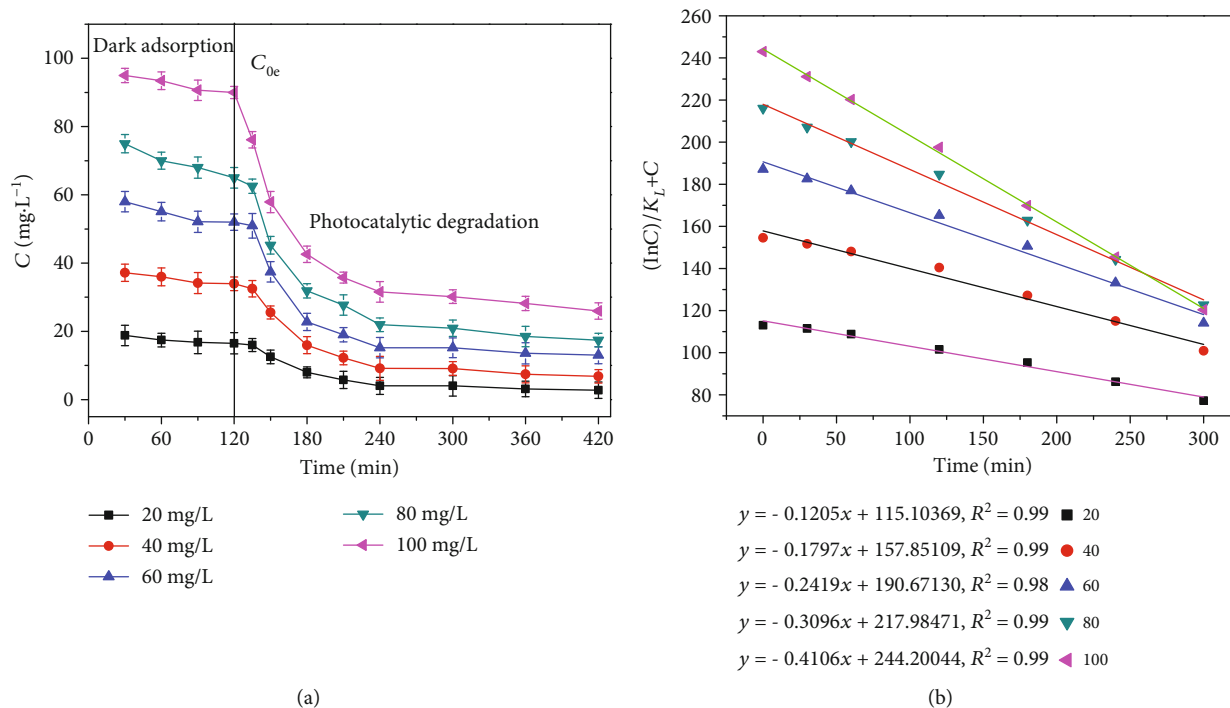 Dark adsorption
C0e
Photocatalytic degradation
C (mg·L−1)
100
80
60
40
20
0
0 60 120 180 240 300 360 420
Time (min)
20 mg/L
40 mg/L
60 mg/L
80 mg/L
100 mg/L
(a)
(InC)/KL+C
260
240
220
200
180
160
140
120
100
80
0 50 100 150 200 250 300
Time (min)
y = - 0.1205x + 115.10369, R2 = 0.99 20
y = - 0.1797x + 157.85109, R2 = 0.99 40
y = - 0.2419x + 190.67130, R2 = 0.98 60
y = - 0.3096x + 217.98471, R2 = 0.99 80
y = - 0.4106x + 244.20044, R2 = 0.99 100
(b)